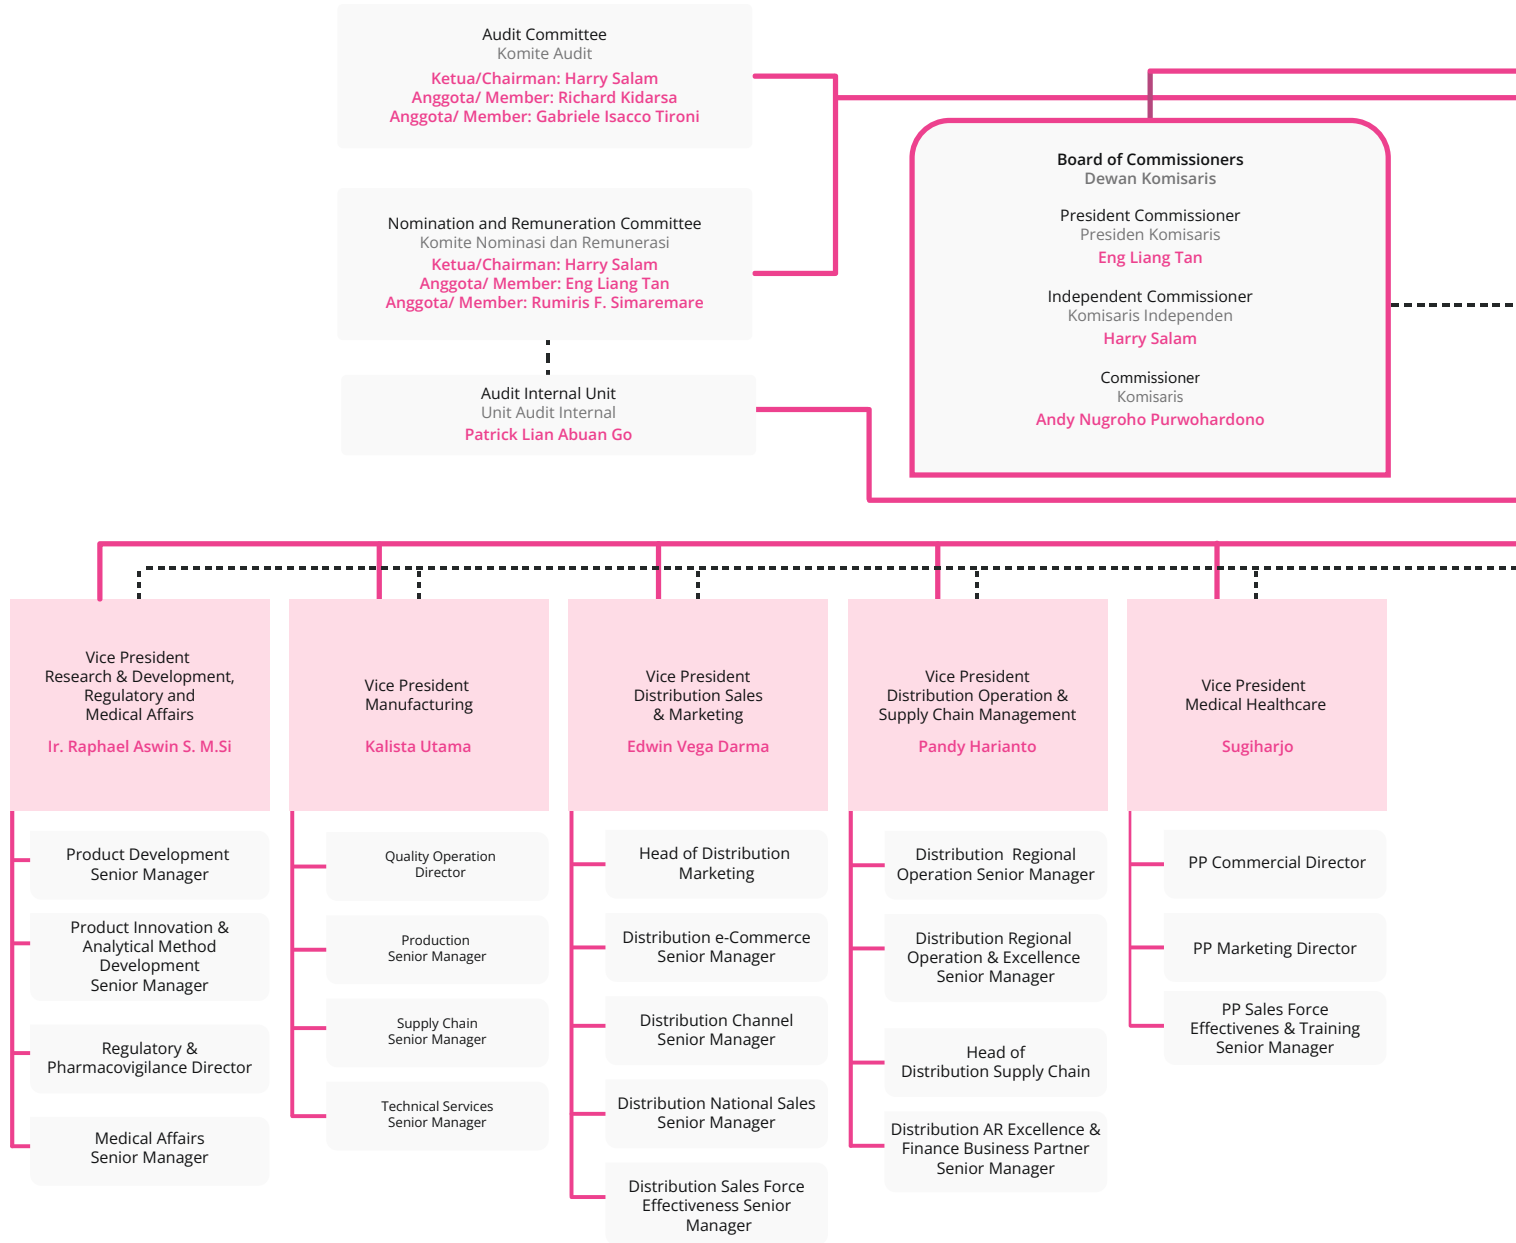 Audit Committee
Komite Audit
Ketua/Chairman: Harry Salam
Anggota/ Member: Richard Kidarsa
Anggota/ Member: Gabriele Isacco Tironi
Nomination and Remuneration Committee
Komite Nominasi dan Remunerasi
Ketua/Chairman: Harry Salam
Anggota/ Member: Eng Liang Tan
Anggota/ Member: Rumiris F. Simaremare
Audit Internal Unit
Unit Audit Internal
Patrick Lian Abuan Go
Board of Commissioners
Dewan Komisaris
President Commissioner
Presiden Komisaris
Eng Liang Tan
Independent Commissioner
Komisaris Independen
Harry Salam
Commissioner
Komisaris
Andy Nugroho Purwohardono
Vice President
Research & Development,
Regulatory and
Medical Affairs
Ir. Raphael Aswin S. M.Si
Product Development
Senior Manager
Product Innovation &
Analytical Method
Development
Senior Manager
Regulatory &
Pharmacovigilance Director
Medical Affairs
Senior Manager
Vice President
Manufacturing
Kalista Utama
Quality Operation
Director
Production
Senior Manager
Supply Chain
Senior Manager
Technical Services
Senior Manager
Vice President
Distribution Sales
& Marketing
Edwin Vega Darma
Head of Distribution
Marketing
Distribution e-Commerce
Senior Manager
Distribution Channel
Senior Manager
Distribution National Sales
Senior Manager
Distribution Sales Force
Effectiveness Senior
Manager
Vice President
Distribution Operation &
Supply Chain Management
Pandy Harianto
Distribution  Regional
Operation Senior Manager
Distribution Regional
Operation & Excellence
Senior Manager
Head of
Distribution Supply Chain
Distribution AR Excellence &
Finance Business Partner
Senior Manager
Vice President
Medical Healthcare
Sugiharjo
PP Commercial Director
PP Marketing Director
PP Sales Force
Effectivenes & Training
Senior Manager